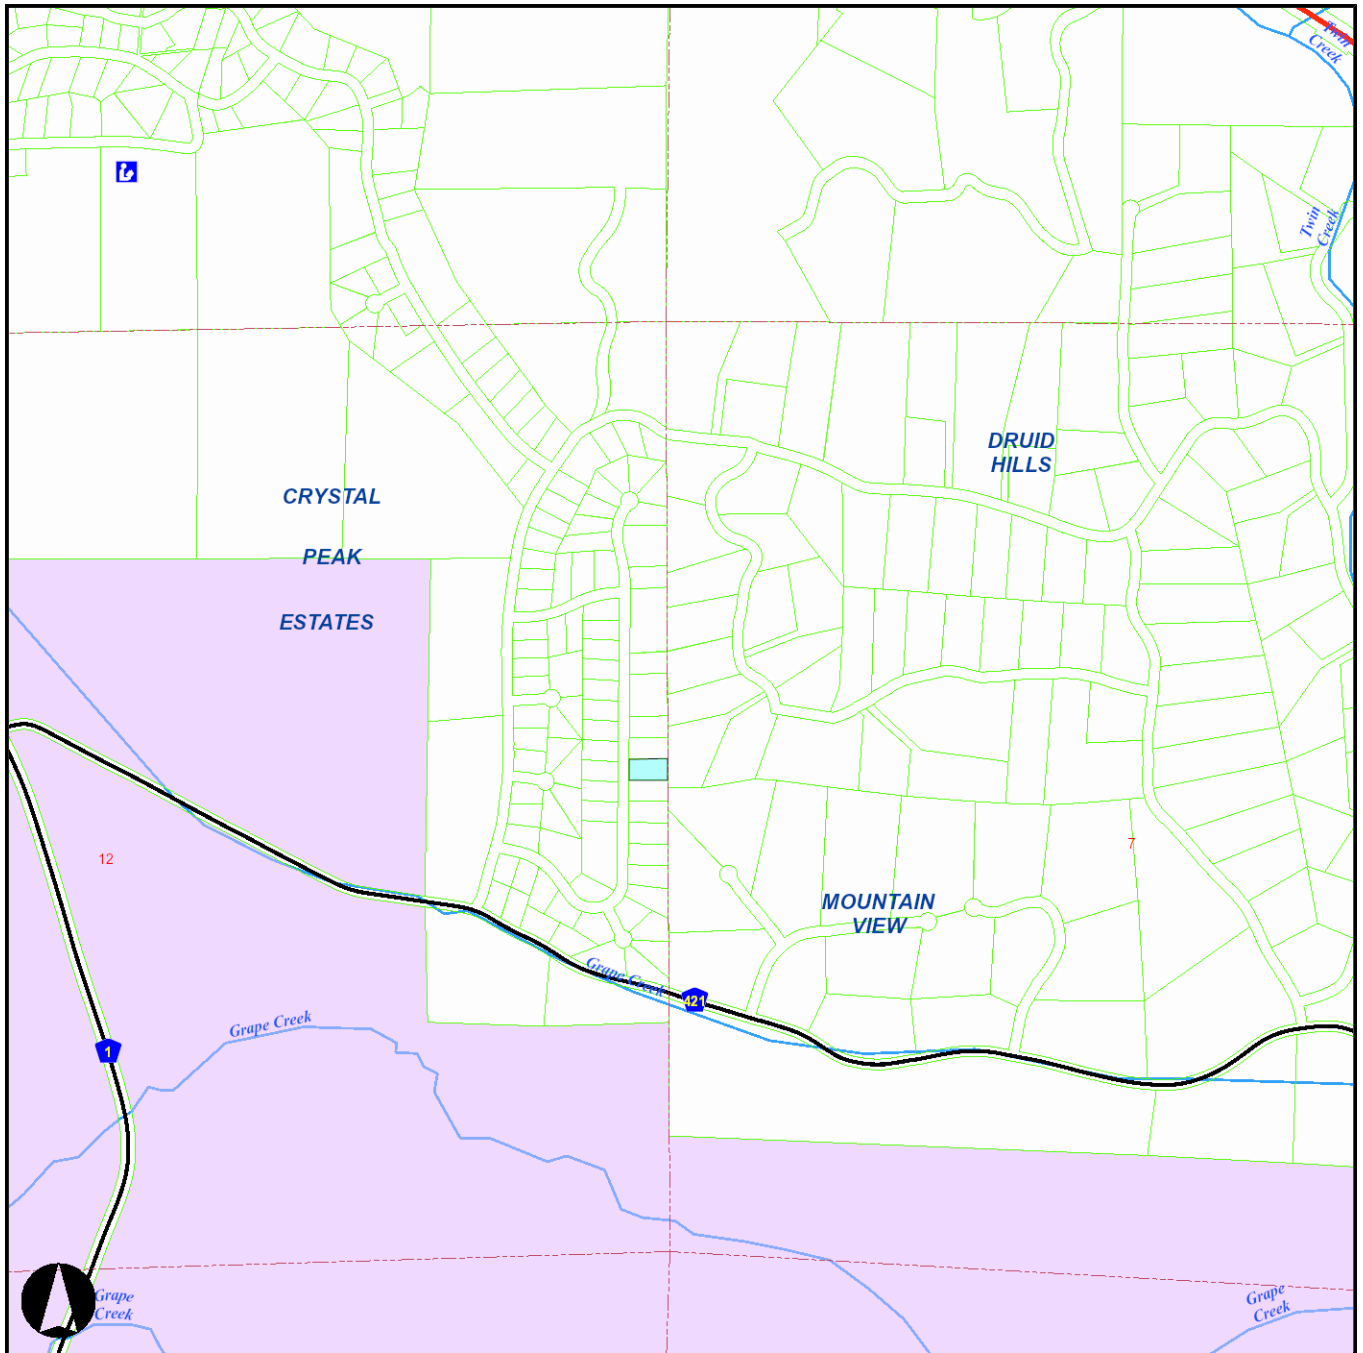 Twin
Creek
Twin
Creek
DRUID
HILLS
CRYSTAL
PEAK
ESTATES
12
7
MOUNTAIN
VIEW
Grape Creek
421
Grape Creek
1
Grape
Creek
Grape
Creek